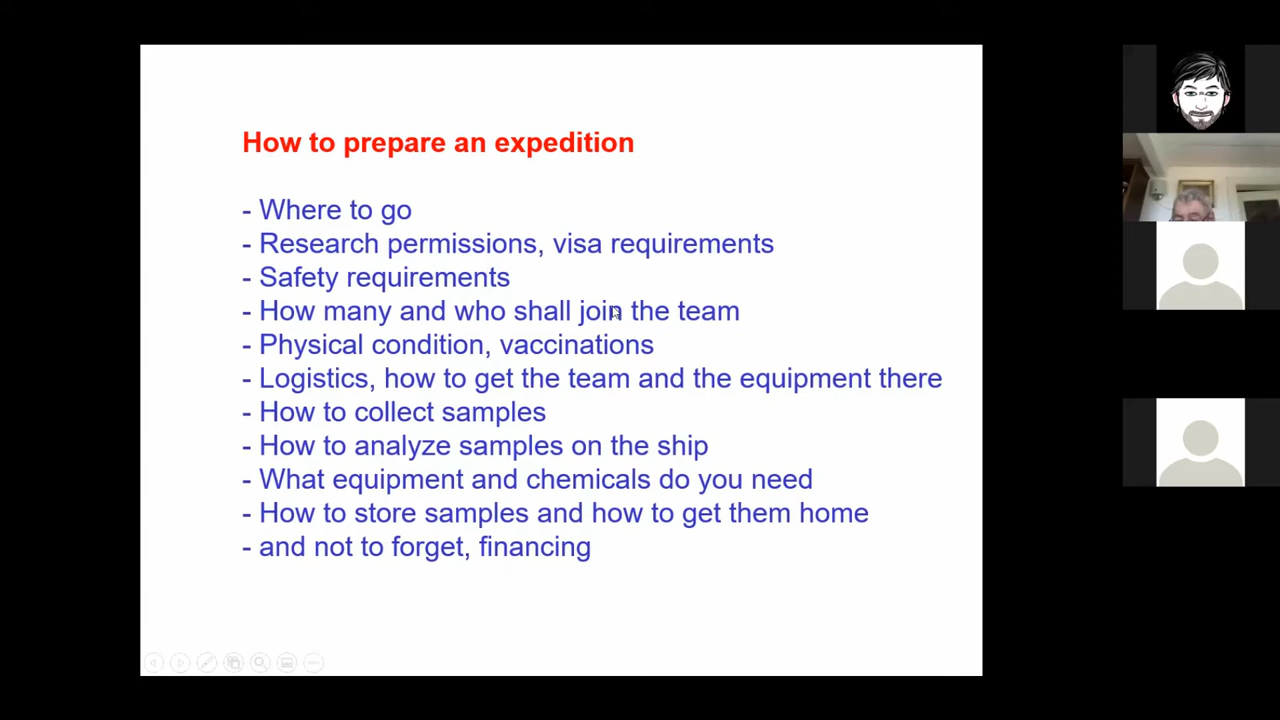 How to prepare an expedition
- Where to go
- Research permissions, visa requirements
- Safety requirements
- How many and who shall join the team
- Physical condition, vaccinations
- Logistics, how to get the team and the equipment there
- How to collect samples
- How to analyze samples on the ship
- What equipment and chemicals do you need
- How to store samples and how to get them home
- and not to forget, financing